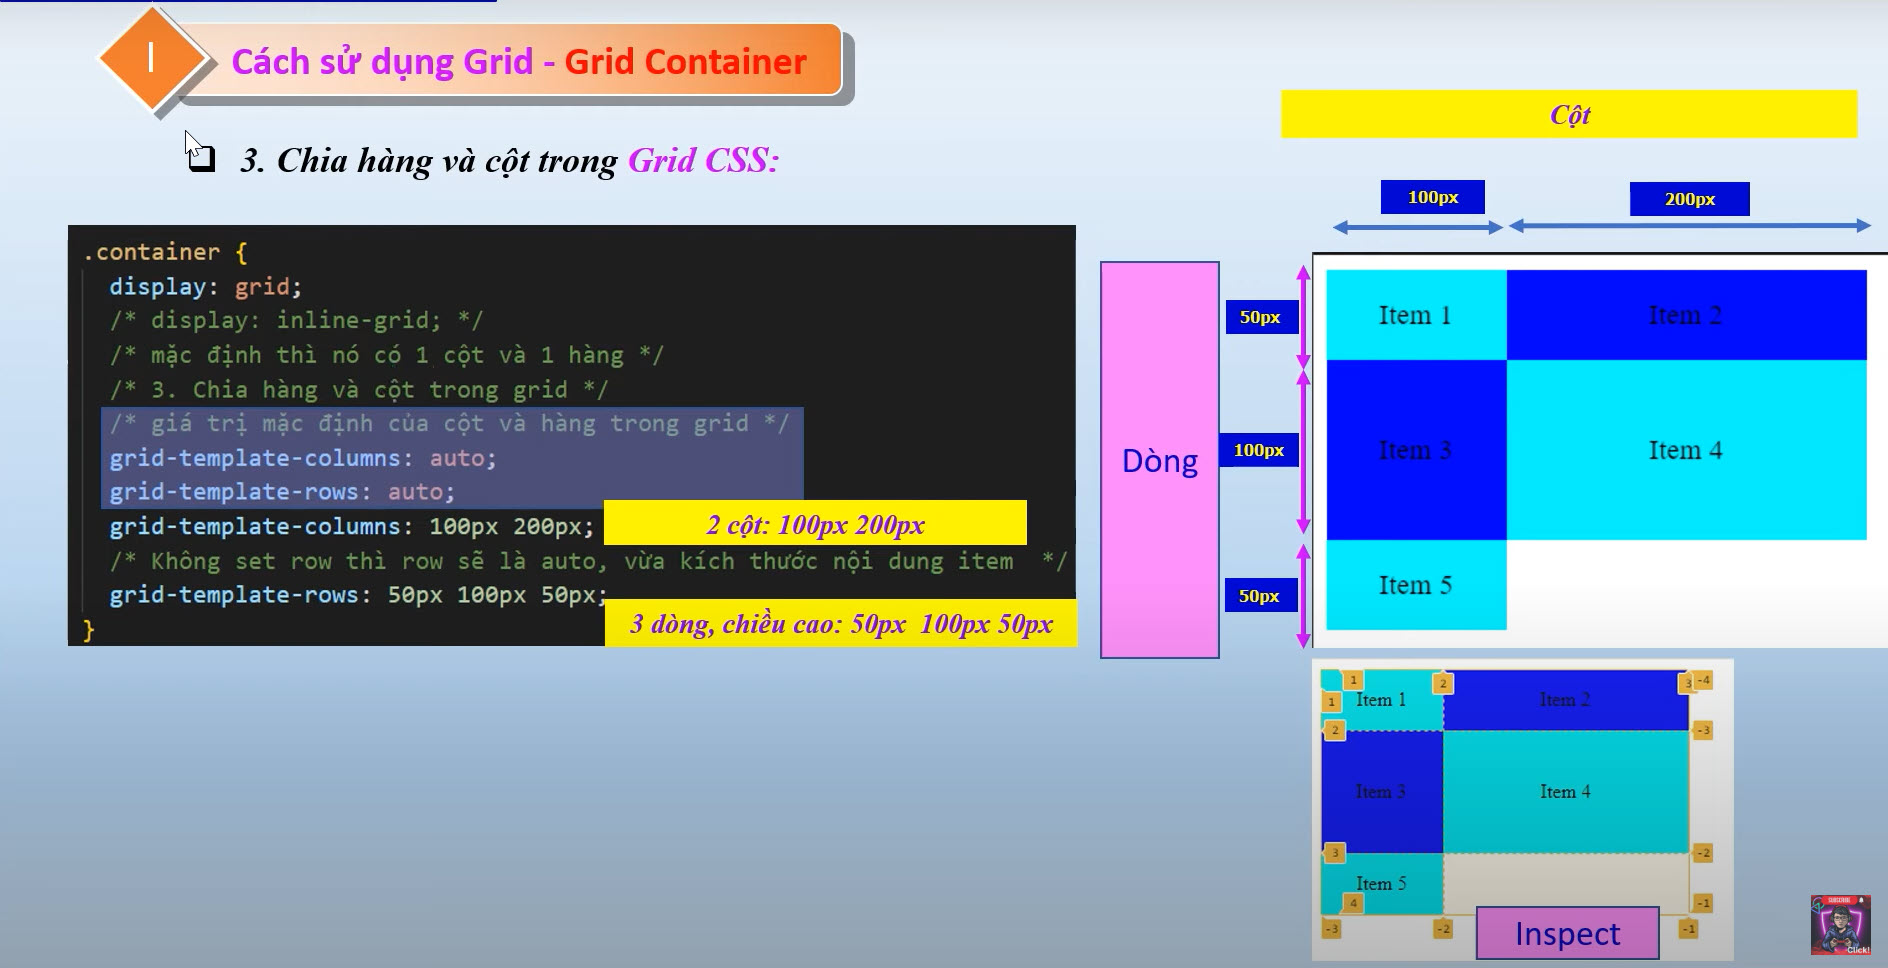 I
Cách sử dụng Grid - Grid Container
3. Chia hàng và cột trong Grid CSS:
.container {
display: grid;
/* display: inline-grid; */
/* mặc định thì nó có 1 cột và 1 hàng */
/* 3. Chia hàng và cột trong grid */
/* giá trị mặc định của cột và hàng trong grid */
grid-template-columns: auto;
grid-template-rows: auto;
grid-template-columns: 100px 200px;
2 cột: 100px 200px
/* Không set row thì row sẽ là auto, vừa kích thước nội dung item */
grid-template-rows: 50px 100px 50px;
3 dòng, chiều cao: 50px 100px 50px
}
Cột
100px 200px
Dòng
50px
100px
50px
Item 1 Item 2
Item 3 Item 4
Item 5
1 2 3 -4
1 Item 1 Item 2
2 -3
Item 3 Item 4
3 -2
Item 5
4 -1
-3 -2 -1
Inspect
SUBSCRIBE
Click!